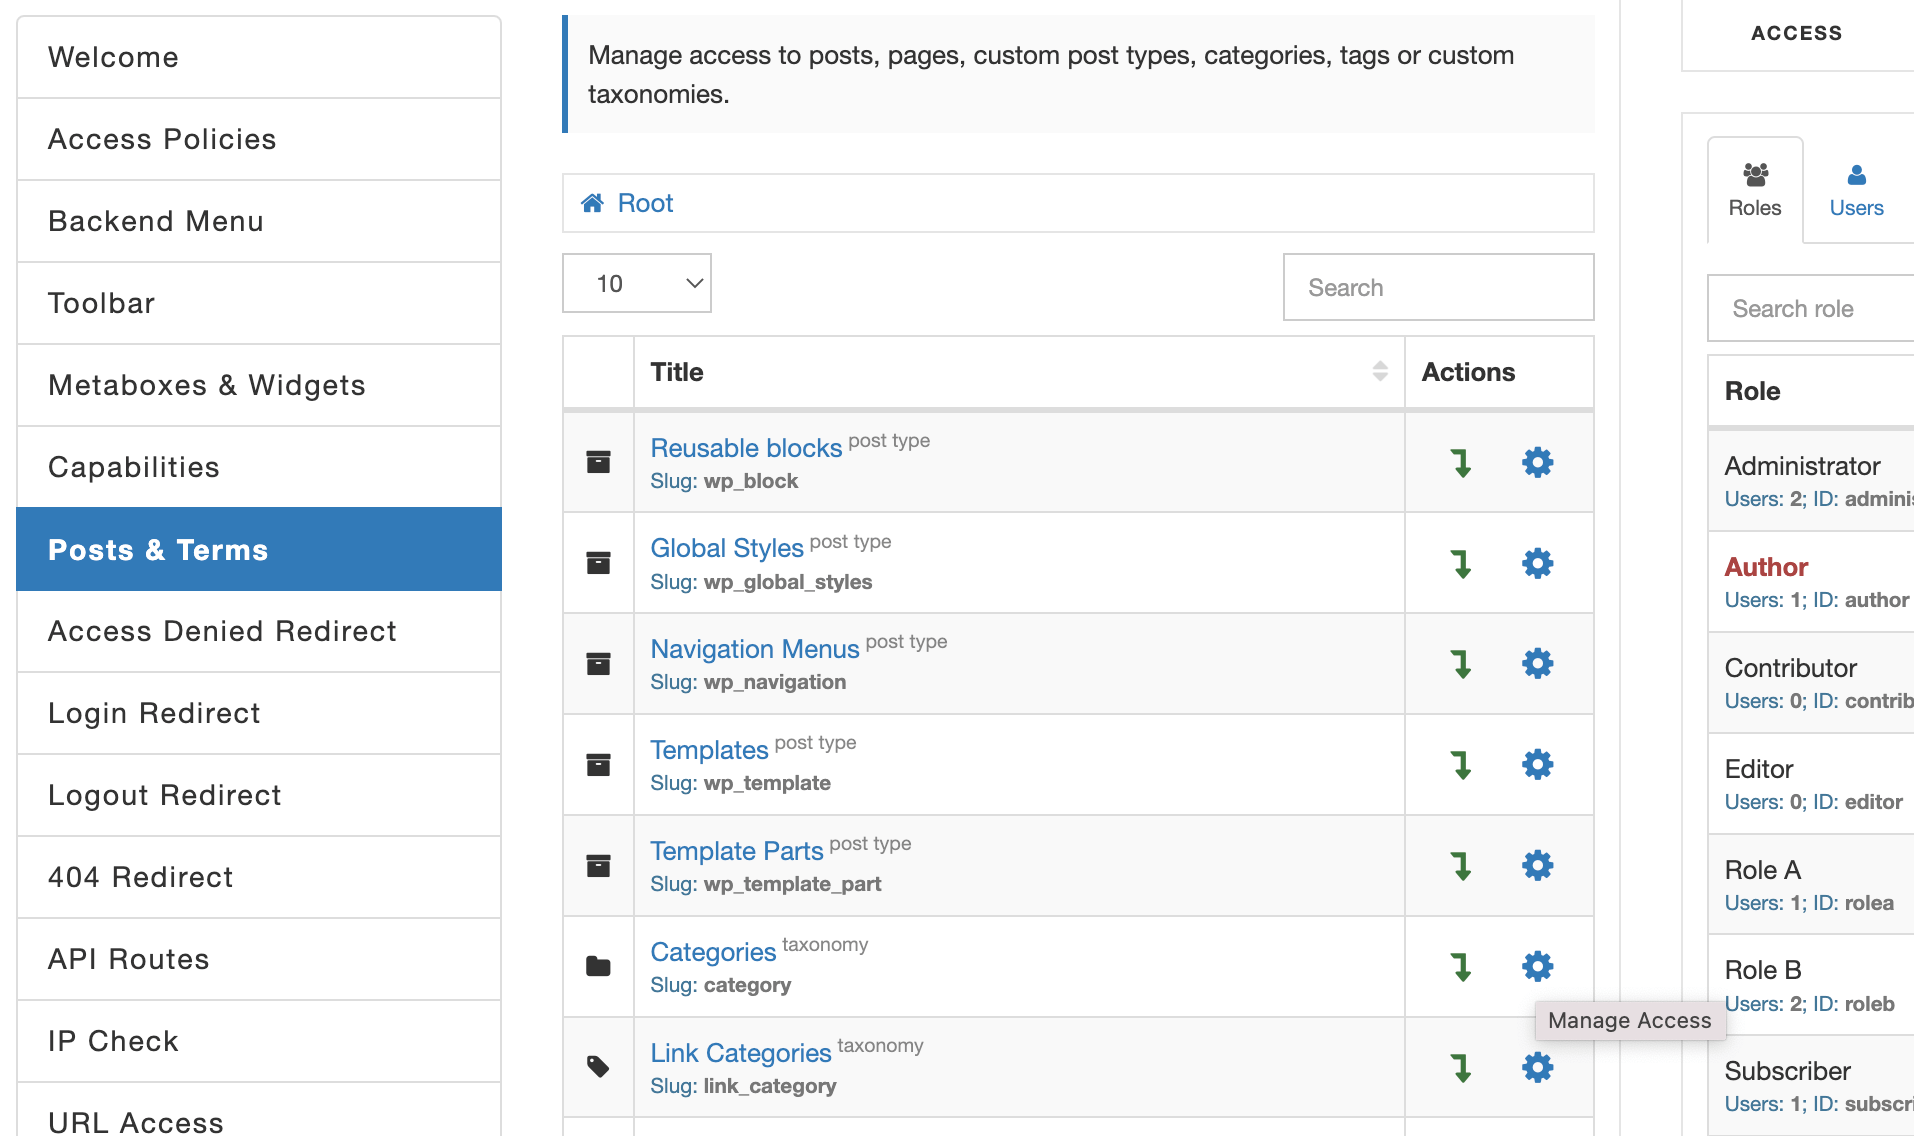 Welcome
Access Policies
Backend Menu
Toolbar
Metaboxes & Widgets
Capabilities
Posts & Terms
Access Denied Redirect
Login Redirect
Logout Redirect
404 Redirect
API Routes
IP Check
URL Access
Manage access to posts, pages, custom post types, categories, tags or custom
taxonomies.
Root
10
Search
Title
Actions
Reusable blocks post type
Slug: wp_block
Global Styles post type
Slug: wp_global_styles
Navigation Menus post type
Slug: wp_navigation
Templates post type
Slug: wp_template
Template Parts post type
Slug: wp_template_part
Categories taxonomy
Slug: category
Link Categories taxonomy
Slug: link_category
Manage Access
ACCESS
Roles
Users
Search role
Role
Administrator
Users: 2; ID: adminis
Author
Users: 1; ID: author
Contributor
Users: 0; ID: contrib
Editor
Users: 0; ID: editor
Role A
Users: 1; ID: rolea
Role B
Users: 2; ID: roleb
Subscriber
Users: 1; ID: subscri